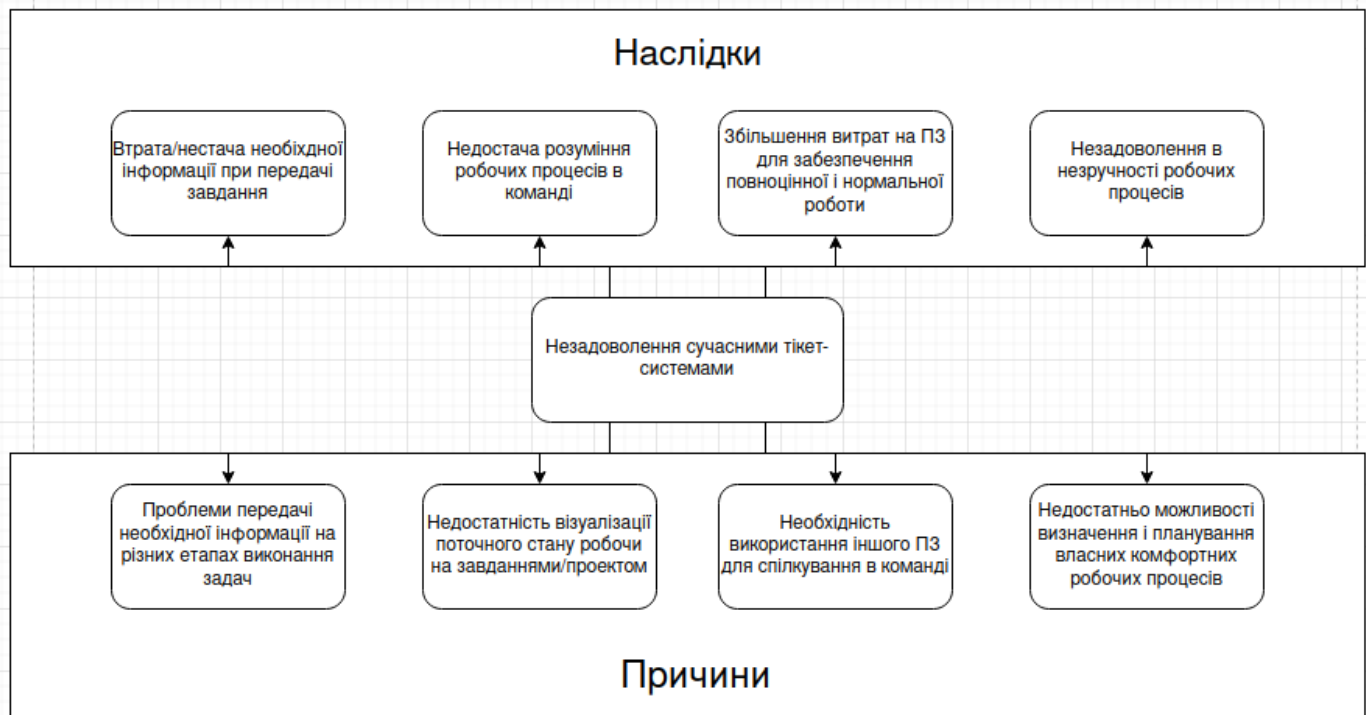 Наслідки
Втрата/нестача необіхдної
інформації при передачі
завдання
Недостача розуміння
робочих процесів в
команді
Збільшення витрат на ПЗ
для забезпечення
повноцінної і нормальної
роботи
Незадоволення в
незручності робочих
процесів
Незадоволення сучасними тікет-
системами
Проблеми передачі
необхідної інформації на
різних етапах виконання
задач
Недостатність візуалізації
поточного стану робочи
на завданнями/проектом
Необхідність
використання іншого ПЗ
для спілкування в команді
Недостатньо можливості
визначення і планування
власних комфортних
робочих процесів
Причини